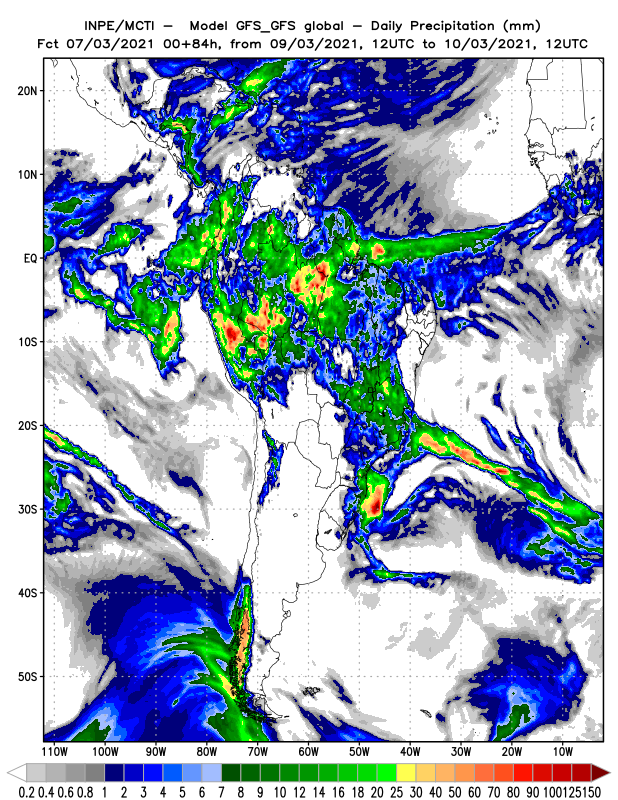 INPE/MCTI – Model GFS_GFS global – Daily Precipitation (mm)
Fct 07/03/2021 00+84h, from 09/03/2021, 12UTC to 10/03/2021, 12UTC
20N
10N
EQ
10S
20S
30S
40S
50S
110W 100W 90W 80W 70W 60W 50W 40W 30W 20W 10W
0.2 0.4 0.6 0.8 1 2 3 4 5 6 7 8 9 10 12 14 16 18 20 25 30 40 50 60 70 80 90 100 125 150